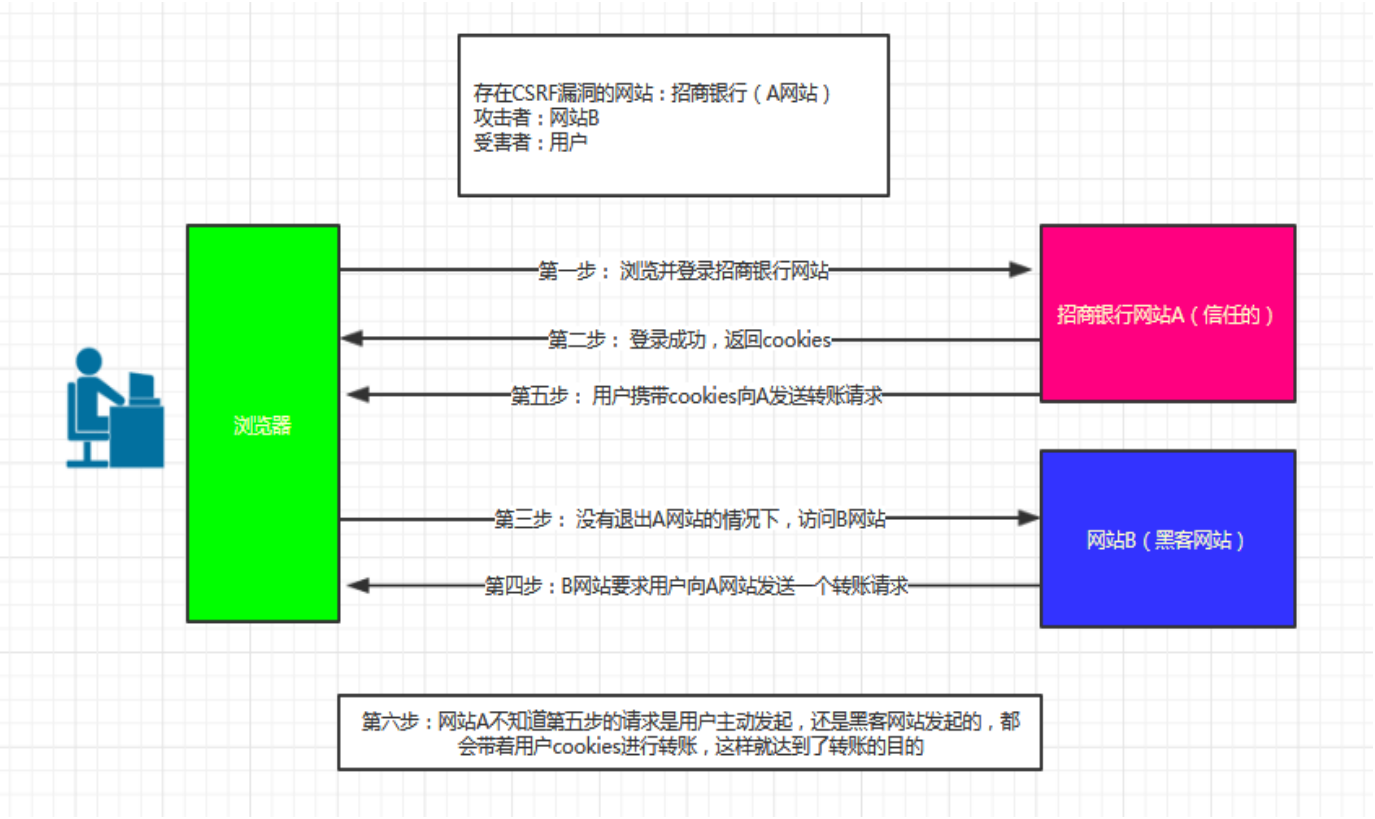 存在CSRF漏洞的网站：招商银行（A网站）
攻击者：网站B
受害者：用户
第一步： 浏览并登录招商银行网站
招商银行网站A（信任的）
第二步： 登录成功，返回cookies
第五步： 用户携带cookies向A发送转账请求
浏览器
第三步： 没有退出A网站的情况下，访问B网站
网站B（黑客网站）
第四步：B网站要求用户向A网站发送一个转账请求
第六步：网站A不知道第五步的请求是用户主动发起，还是黑客网站发起的，都
会带着用户cookies进行转账，这样就达到了转账的目的